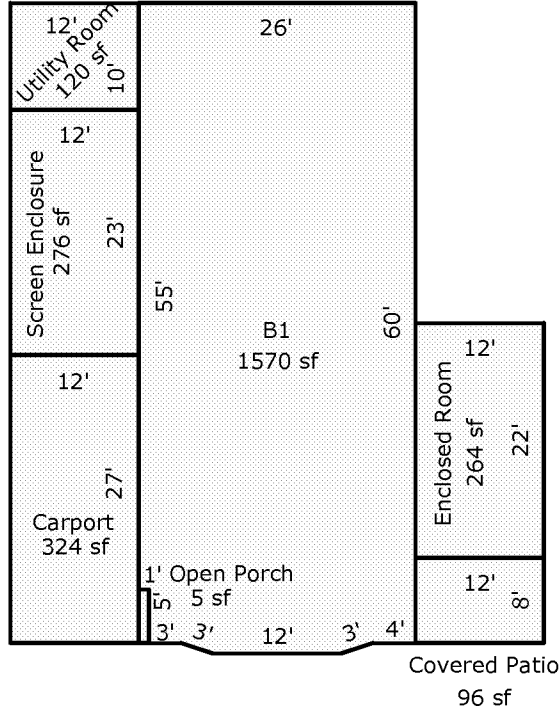 12'
Utility Room
120 sf
10'
26'
12'
Screen Enclosure
276 sf
23'
55'
B1
1570 sf
60'
12'
Enclosed Room
264 sf
22'
12'
27'
Carport
324 sf
1' Open Porch
5'
5 sf
3'
3'
12'
3'
4'
12'
8'
Covered Patio
96 sf